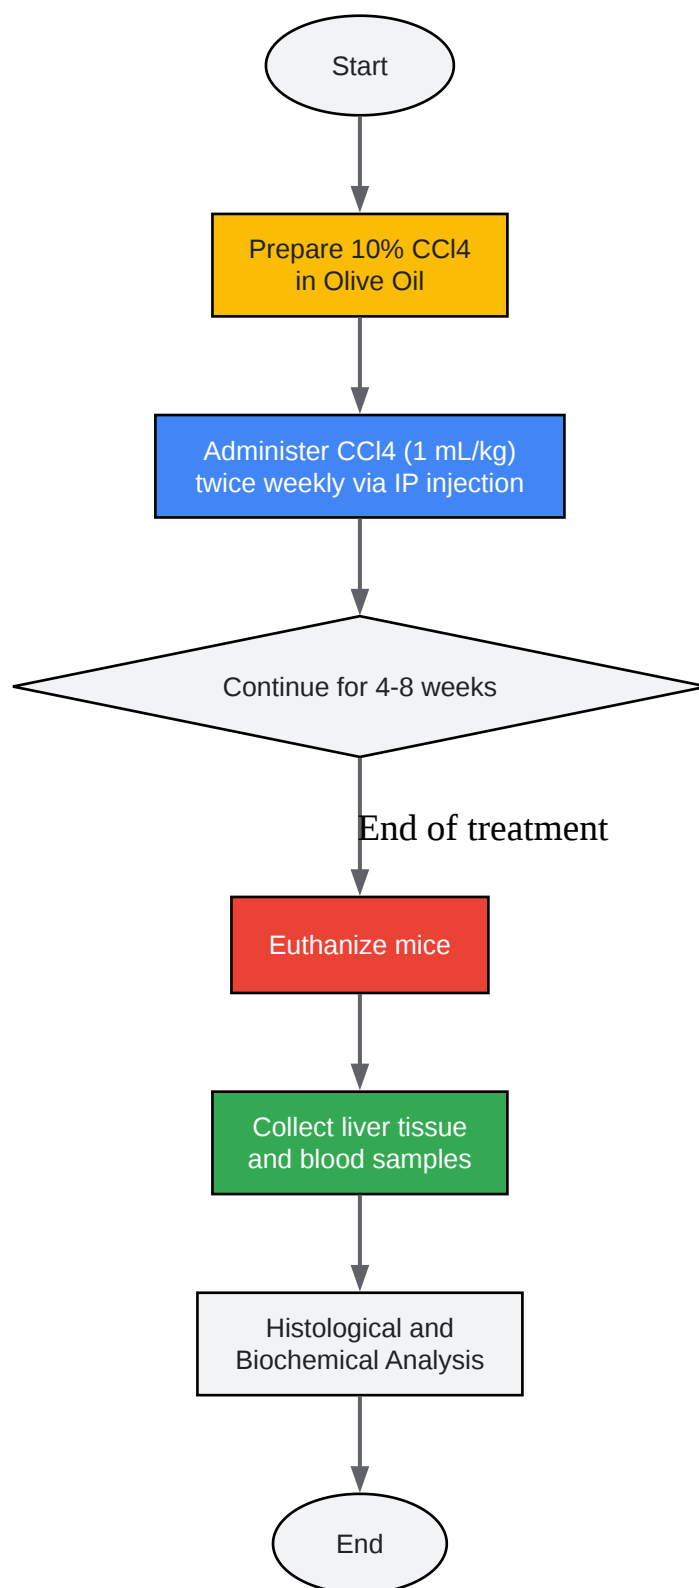 Start
Prepare 10% CCl4
in Olive Oil
Administer CCl4 (1 mL/kg)
twice weekly via IP injection
Continue for 4-8 weeks
End of treatment
Euthanize mice
Collect liver tissue
and blood samples
Histological and
Biochemical Analysis
End